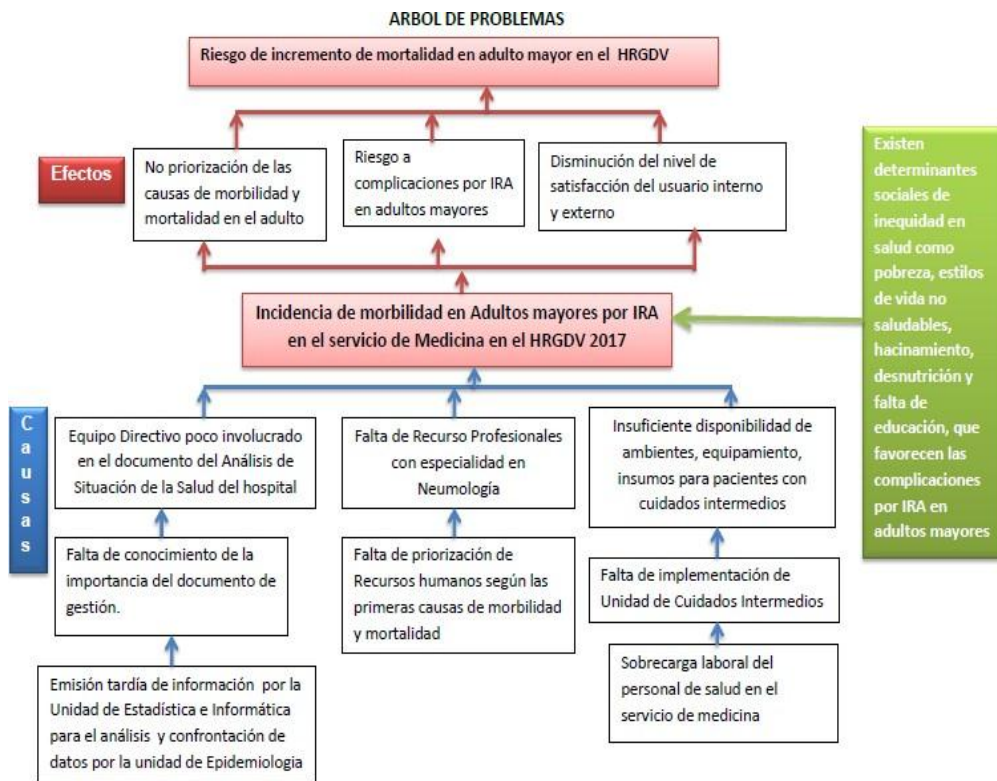 ARBOL DE PROBLEMAS
Riesgo de incremento de mortalidad en adulto mayor en el HRGDV
Efectos
No priorización de las
causas de morbilidad y
mortalidad en el adulto
Riesgo a
complicaciones por IRA
en adultos mayores
Disminución del nivel de
satisfacción del usuario interno
y externo
Existen
determinantes
sociales de
inequidad en
salud como
pobreza, estilos
de vida no
saludables,
hacinamiento,
desnutrición y
falta de
educación, que
favorecen las
complicaciones
por IRA en
adultos mayores
Incidencia de morbilidad en Adultos mayores por IRA
en el servicio de Medicina en el HRGDV 2017
C
a
u
s
a
s
Equipo Directivo poco involucrado
en el documento del Análisis de
Situación de la Salud del hospital
Falta de Recurso Profesionales
con especialidad en
Neumología
Insuficiente disponibilidad de
ambientes, equipamiento,
insumos para pacientes con
cuidados intermedios
Falta de conocimiento de la
importancia del documento de
gestión.
Falta de priorización de
Recursos humanos según las
primeras causas de morbilidad
y mortalidad
Falta de implementación de
Unidad de Cuidados Intermedios
Emisión tardía de información por la
Unidad de Estadística e Informática
para el análisis y confrontación de
datos por la unidad de Epidemiologia
Sobrecarga laboral del
personal de salud en el
servicio de medicina